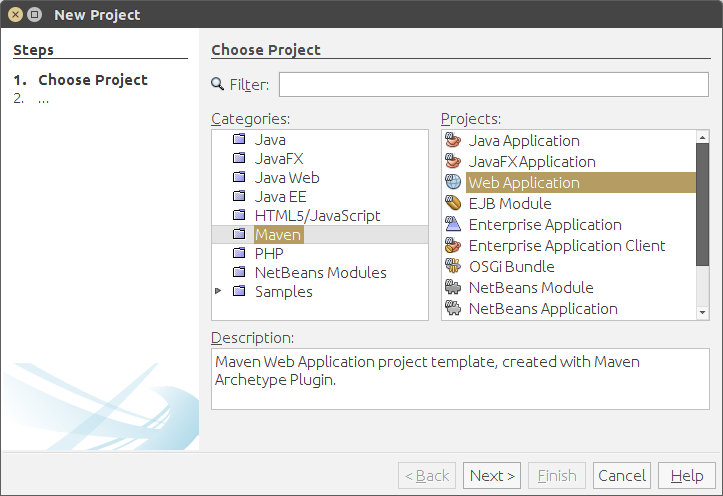 New Project
Steps
1. Choose Project
2. ...
Choose Project
Filter:
Categories:
Java
JavaFX
Java Web
Java EE
HTML5/JavaScript
Maven
PHP
NetBeans Modules
Samples
Projects:
Java Application
JavaFX Application
Web Application
EJB Module
Enterprise Application
Enterprise Application Client
OSGi Bundle
NetBeans Module
NetBeans Application
Description:
Maven Web Application project template, created with Maven
Archetype Plugin.
< Back
Next >
Finish
Cancel
Help